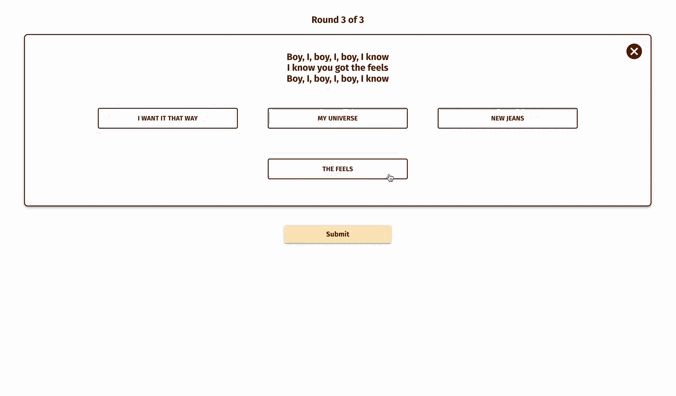 Round 3 of 3
Boy, I, boy, I, boy, I know
I know you got the feels
Boy, I, boy, I, boy, I know
I WANT IT THAT WAY
MY UNIVERSE
NEW JEANS
THE FEELS
Submit